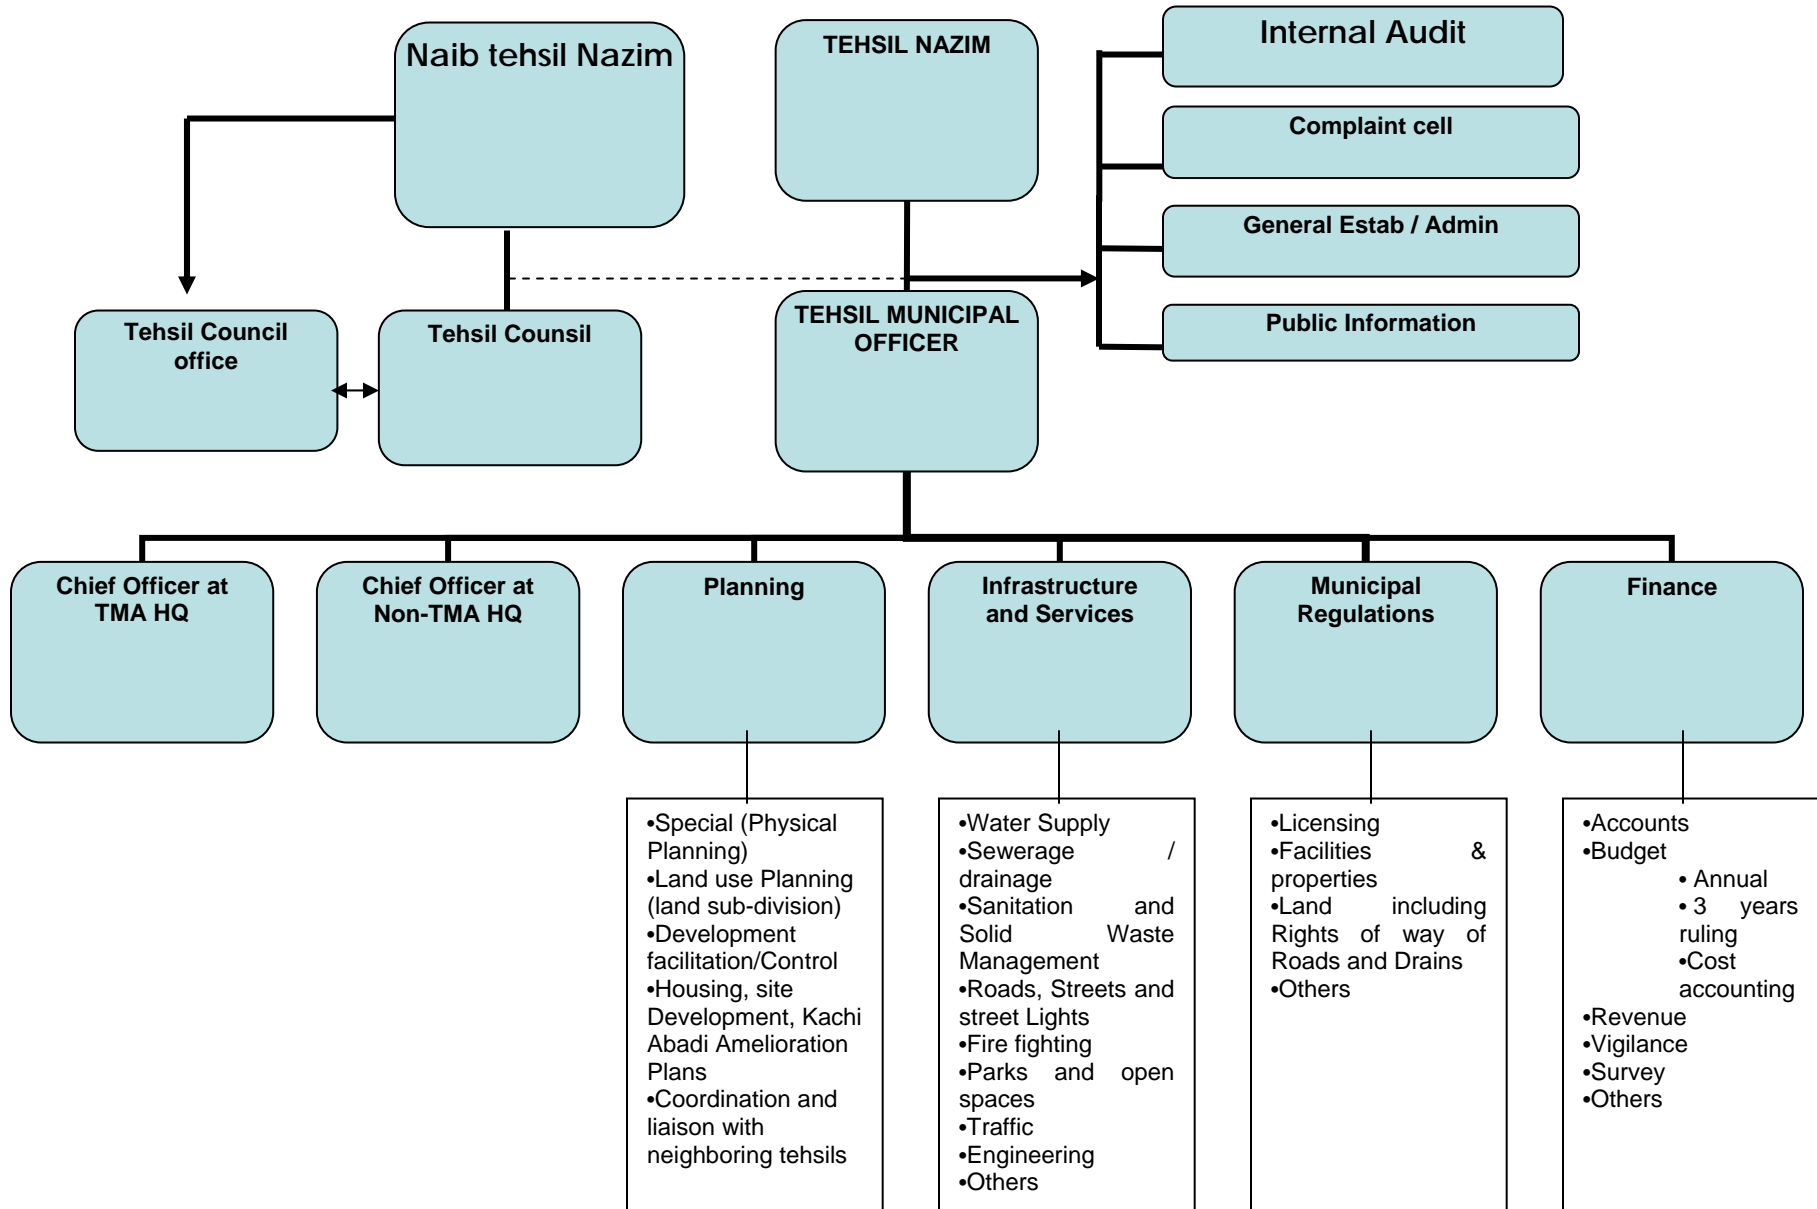 Naib tehsil Nazim
TEHSIL NAZIM
Internal Audit
Complaint cell
General Estab / Admin
Public Information
Tehsil Council
office
Tehsil Counsil
TEHSIL MUNICIPAL
OFFICER
Chief Officer at
TMA HQ
Chief Officer at
Non-TMA HQ
Planning
Infrastructure
and Services
Municipal
Regulations
Finance
•Special (Physical
Planning)
•Land use Planning
(land sub-division)
•Development
facilitation/Control
•Housing, site
Development, Kachi
Abadi Amelioration
Plans
•Coordination and
liaison with
neighboring tehsils
•Water Supply
•Sewerage /
drainage
•Sanitation and
Solid Waste
Management
•Roads, Streets and
street Lights
•Fire fighting
•Parks and open
spaces
•Traffic
•Engineering
•Others
•Licensing
•Facilities &
properties
•Land including
Rights of way of
Roads and Drains
•Others
•Accounts
•Budget
• Annual
• 3 years
ruling
•Cost
accounting
•Revenue
•Vigilance
•Survey
•Others